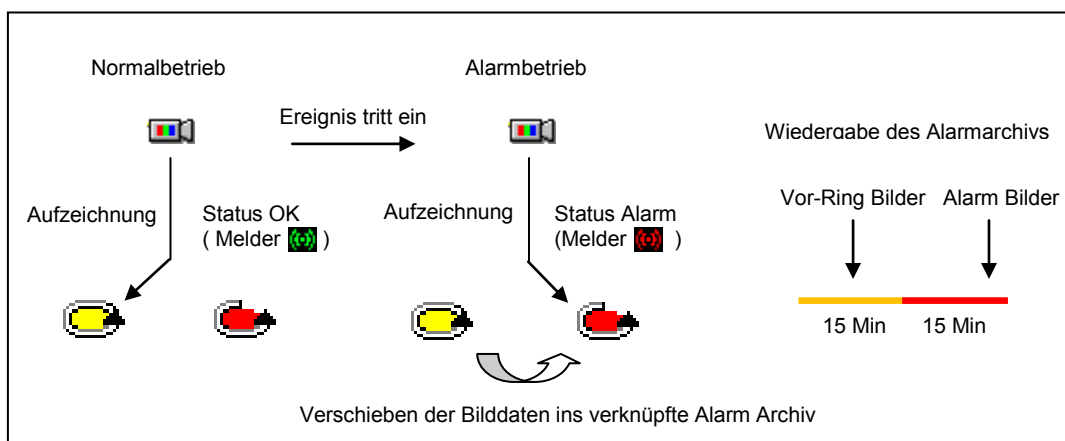 Normalbetrieb
Alarmbetrieb
Ereignis tritt ein
Wiedergabe des Alarmarchivs
Aufzeichnung
Status OK
( Melder )
Aufzeichnung
Status Alarm
(Melder )
Vor-Ring Bilder
Alarm Bilder
15 Min
15 Min
Verschieben der Bilddaten ins verknüpfte Alarm Archiv